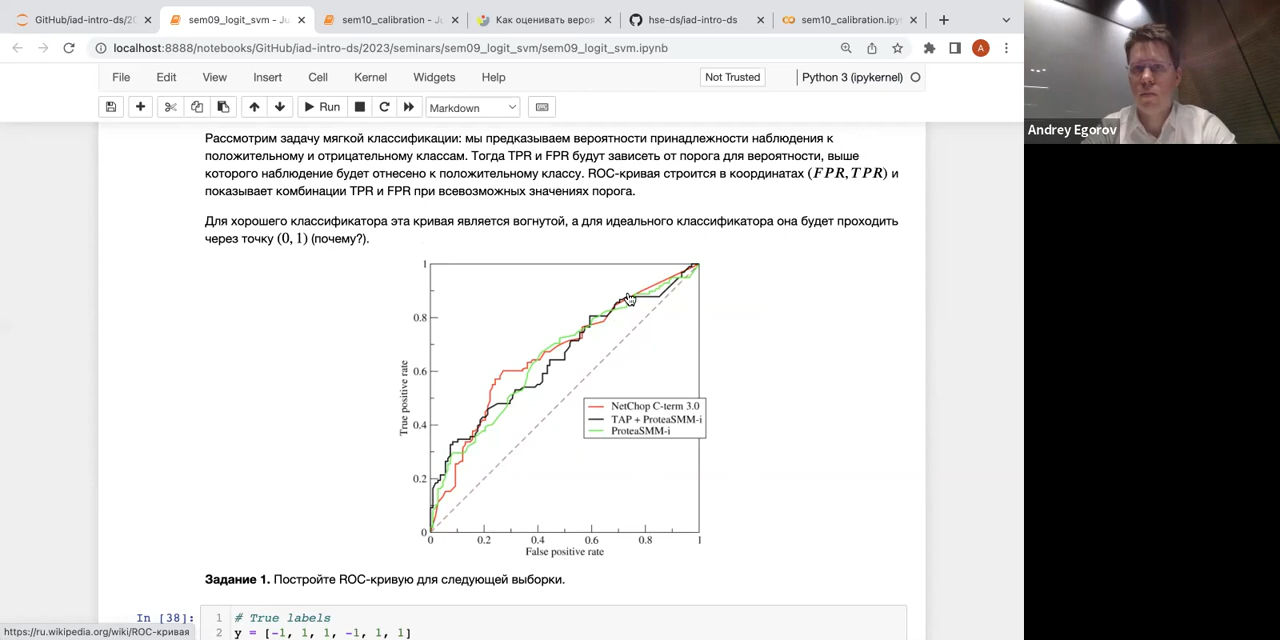 GitHub/iad-intro-ds/20
sem09_logit_svm - Ju
sem10_calibration - Ju
Как оценивать веро
hse-ds/iad-intro-ds
sem10_calibration.ipy
localhost:8888/notebooks/GitHub/iad-intro-ds/2023/seminars/sem09_logit_svm/sem09_logit_svm.ipynb
A
File Edit View Insert Cell Kernel Widgets Help
Not Trusted
Python 3 (ipykernel)
Run
Markdown
Andrey Egorov
Рассмотрим задачу мягкой классификации: мы предсказываем вероятности принадлежности наблюдения к
положительному и отрицательному классам. Тогда TPR и FPR будут зависеть от порога для вероятности, выше
которого наблюдение будет отнесено к положительному классу. ROC-кривая строится в координатах (FPR, TPR) и
показывает комбинации TPR и FPR при всевозможных значениях порога.
Для хорошего классификатора эта кривая является вогнутой, а для идеального классификатора она будет проходить
через точку (0, 1) (почему?).
1
0.8
0.6
0.4
0.2
0
True positive rate
NetChop C-term 3.0
TAP + ProteaSMM-i
ProteaSMM-i
0 0.2 0.4 0.6 0.8 1
False positive rate
Задание 1. Постройте ROC-кривую для следующей выборки.
In [38]:
1 # True labels
2 y = [-1, 1, 1, -1, 1, 1]
https://ru.wikipedia.org/wiki/ROC-кривая